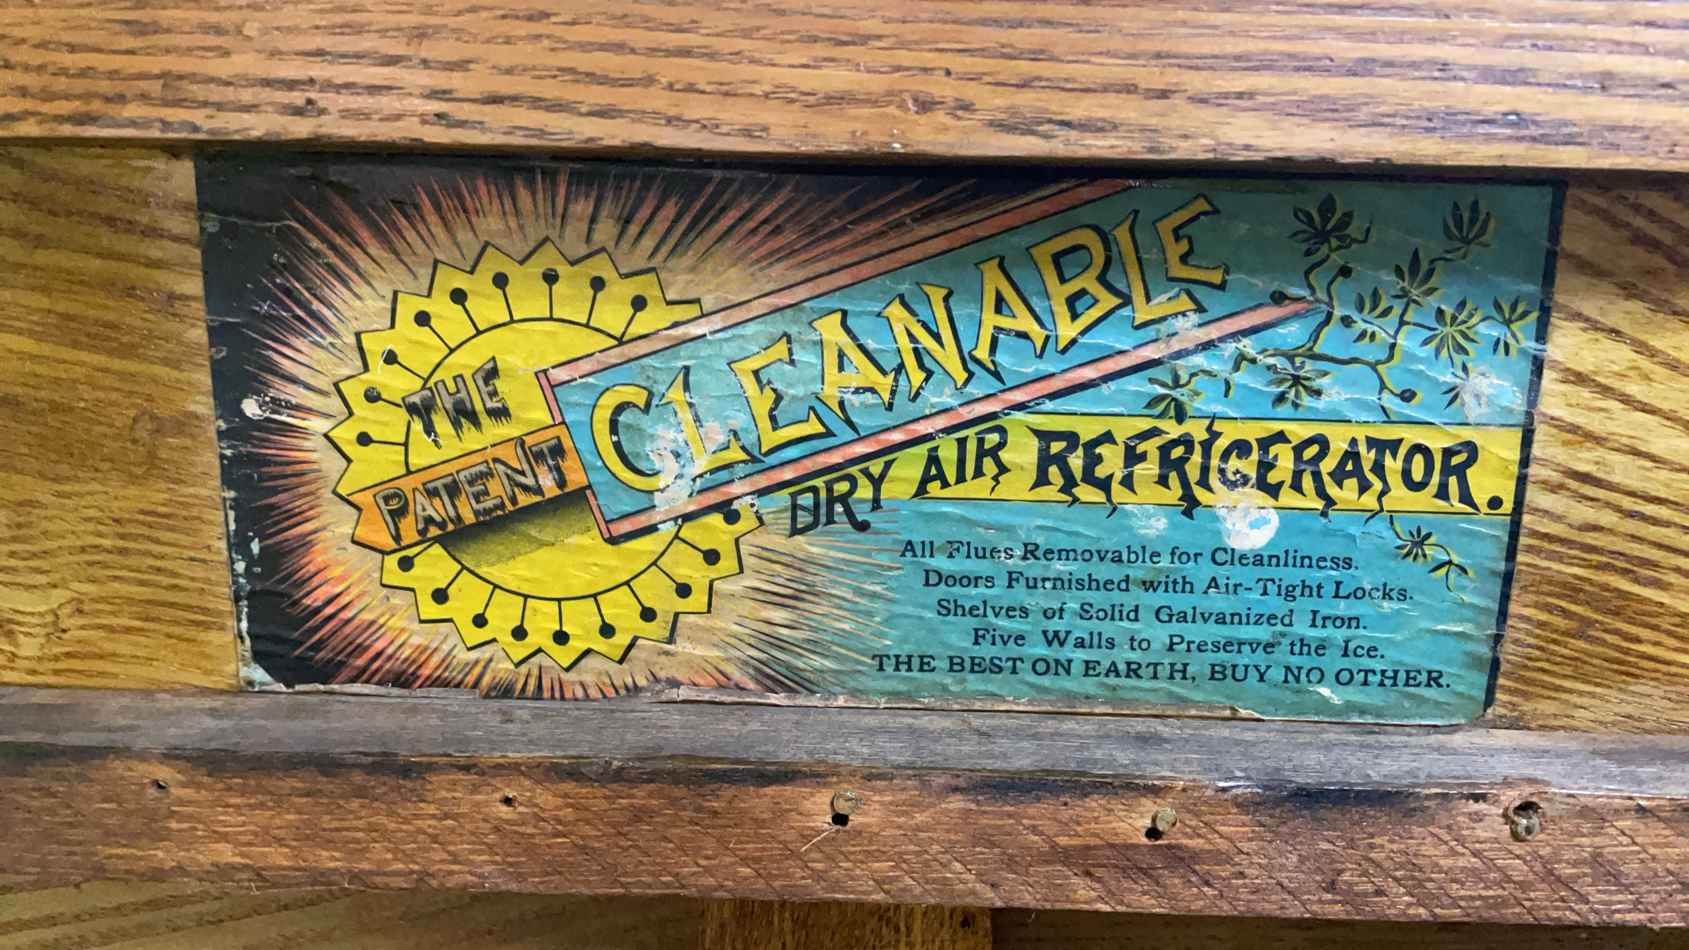 THE
PATENT
CLEANABLE
DRY AIR REFRIGERATOR.
All Flues Removable for Cleanliness.
Doors Furnished with Air-Tight Locks.
Shelves of Solid Galvanized Iron.
Five Walls to Preserve the Ice.
THE BEST ON EARTH, BUY NO OTHER.